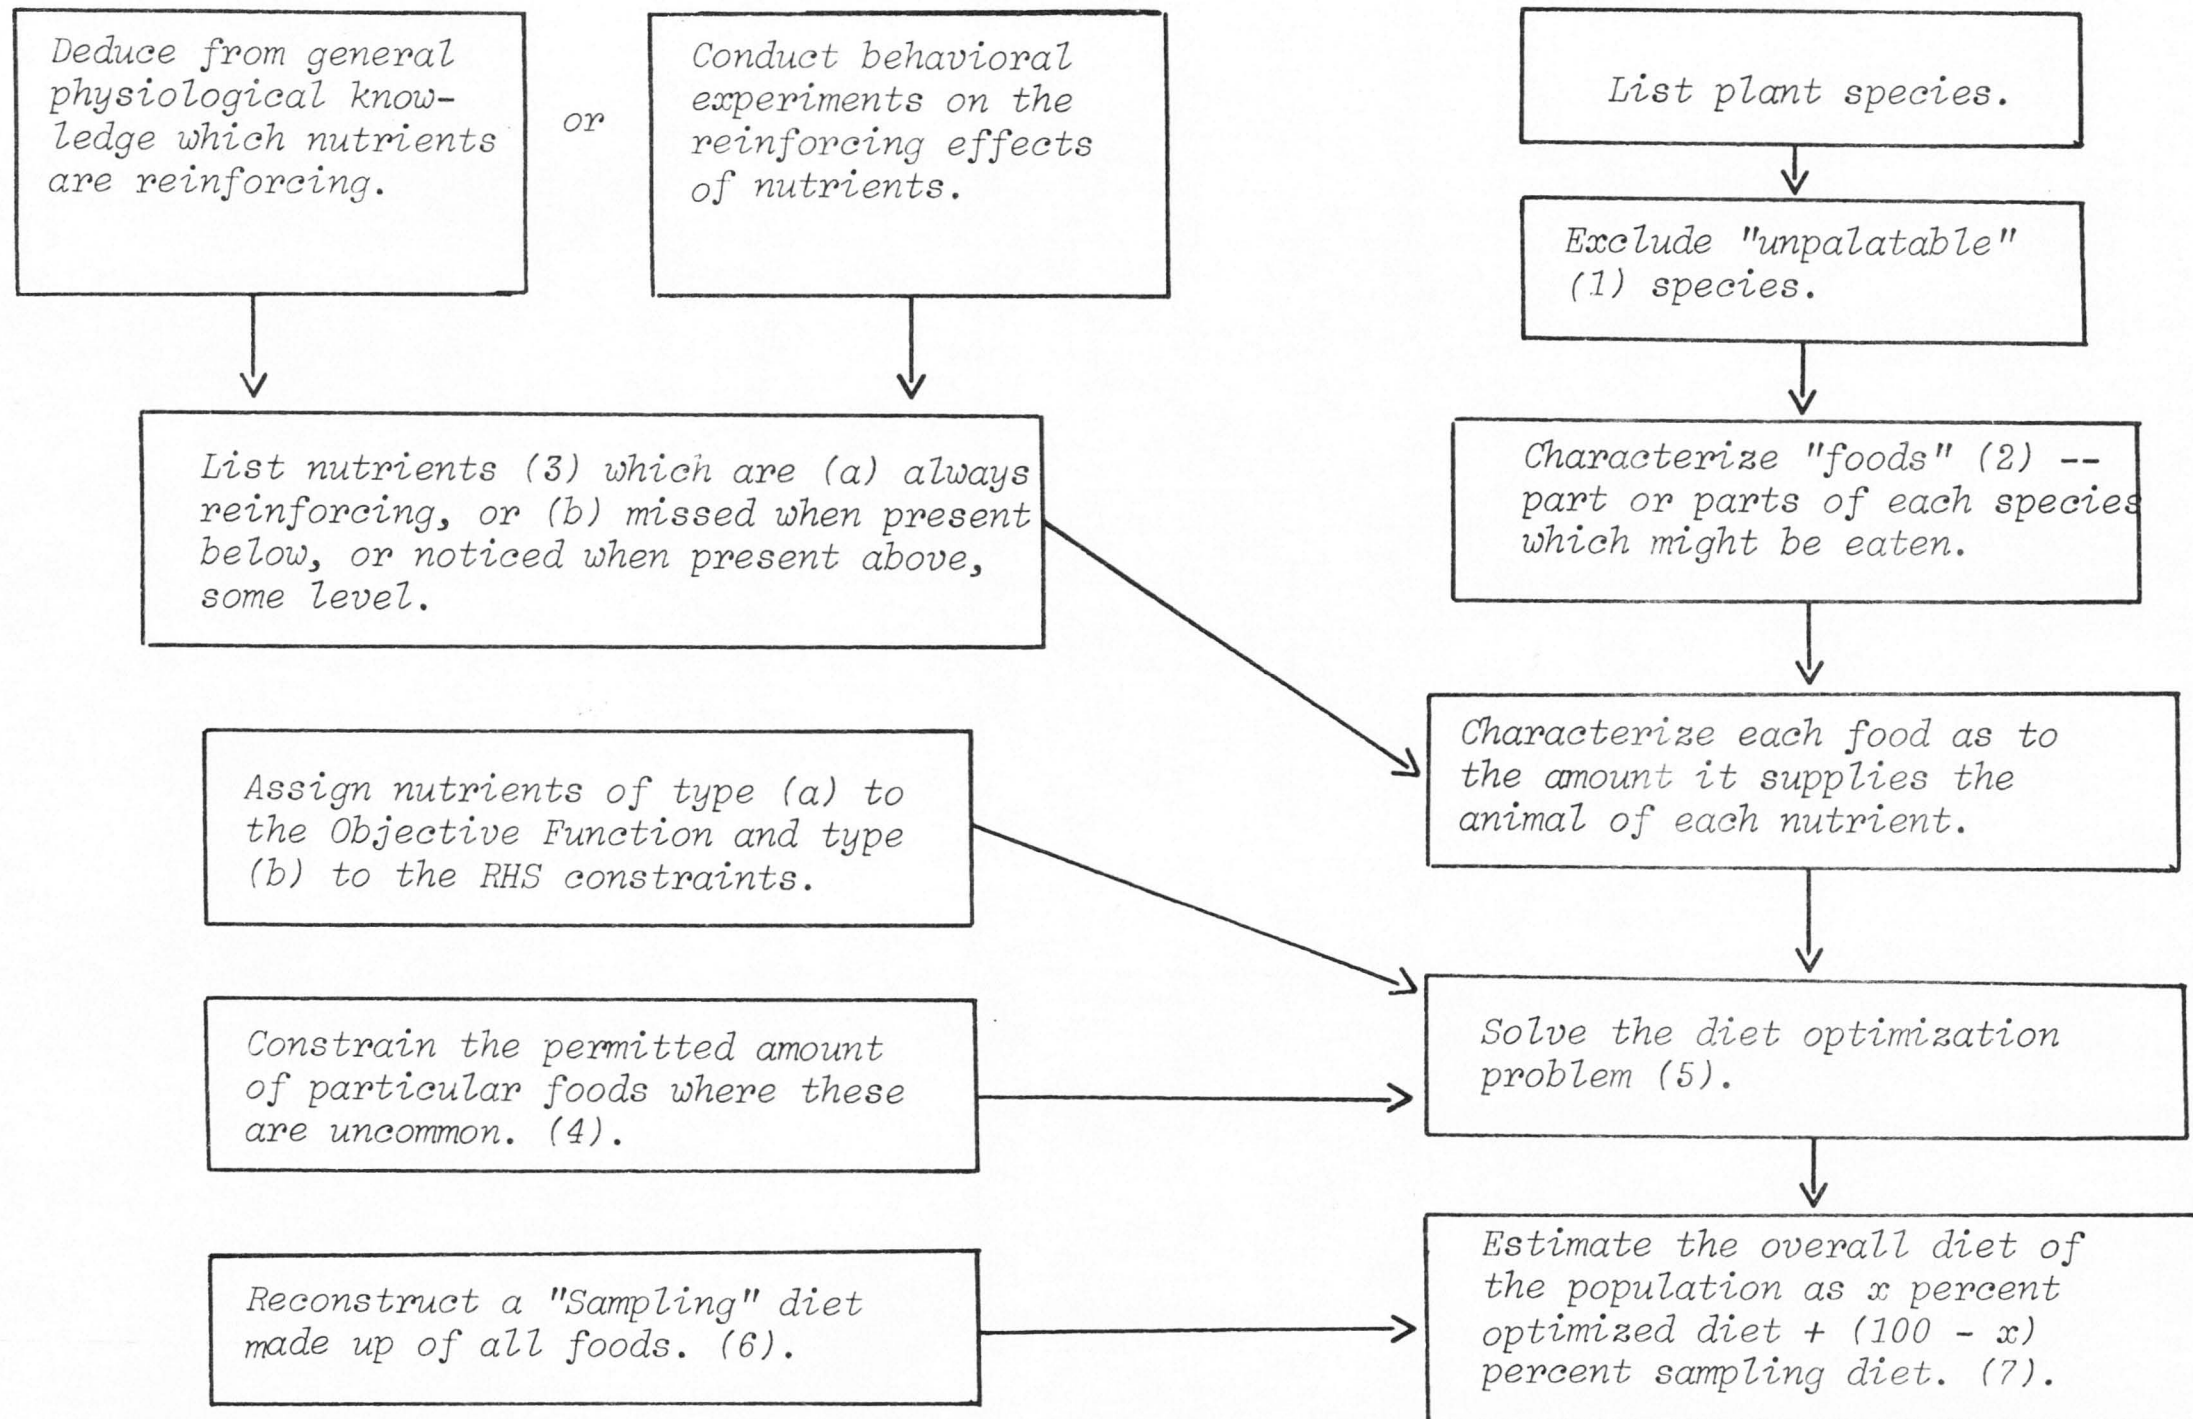 Deduce from general
physiological know-
ledge which nutrients
are reinforcing.
or
Conduct behavioral
experiments on the
reinforcing effects
of nutrients.
List plant species.
Exclude "unpalatable"
(1) species.
List nutrients (3) which are (a) always
reinforcing, or (b) missed when present
below, or noticed when present above,
some level.
Characterize "foods" (2) --
part or parts of each species
which might be eaten.
Assign nutrients of type (a) to
the Objective Function and type
(b) to the RHS constraints.
Characterize each food as to
the amount it supplies the
animal of each nutrient.
Constrain the permitted amount
of particular foods where these
are uncommon. (4).
Solve the diet optimization
problem (5).
Reconstruct a "Sampling" diet
made up of all foods. (6).
Estimate the overall diet of
the population as x percent
optimized diet + (100 - x)
percent sampling diet. (7).